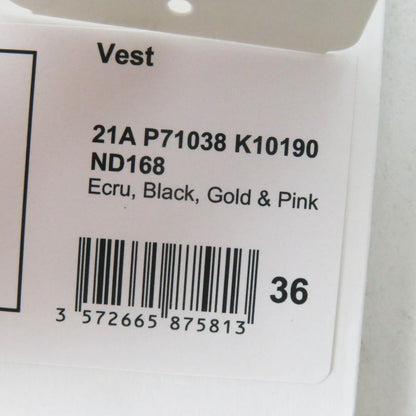 Vest
21A P71038 K10190
ND168
Ecru, Black, Gold & Pink
36
3 572665 875813